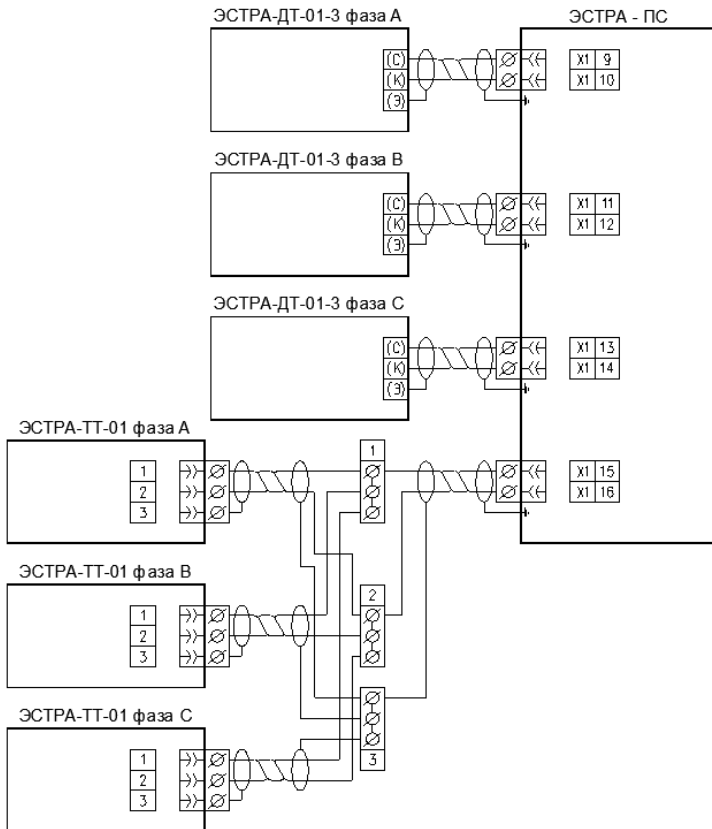 ЭСТРА-ДТ-01-3 фаза А
ЭСТРА - ПС
(С)
X1 9
(К)
X1 10
(Э)
ЭСТРА-ДТ-01-3 фаза В
(С)
X1 11
(К)
X1 12
(Э)
ЭСТРА-ДТ-01-3 фаза С
(С)
X1 13
(К)
X1 14
(Э)
ЭСТРА-ТТ-01 фаза А
1
1
X1 15
2
X1 16
3
ЭСТРА-ТТ-01 фаза В
2
1
2
3
ЭСТРА-ТТ-01 фаза С
3
1
2
3